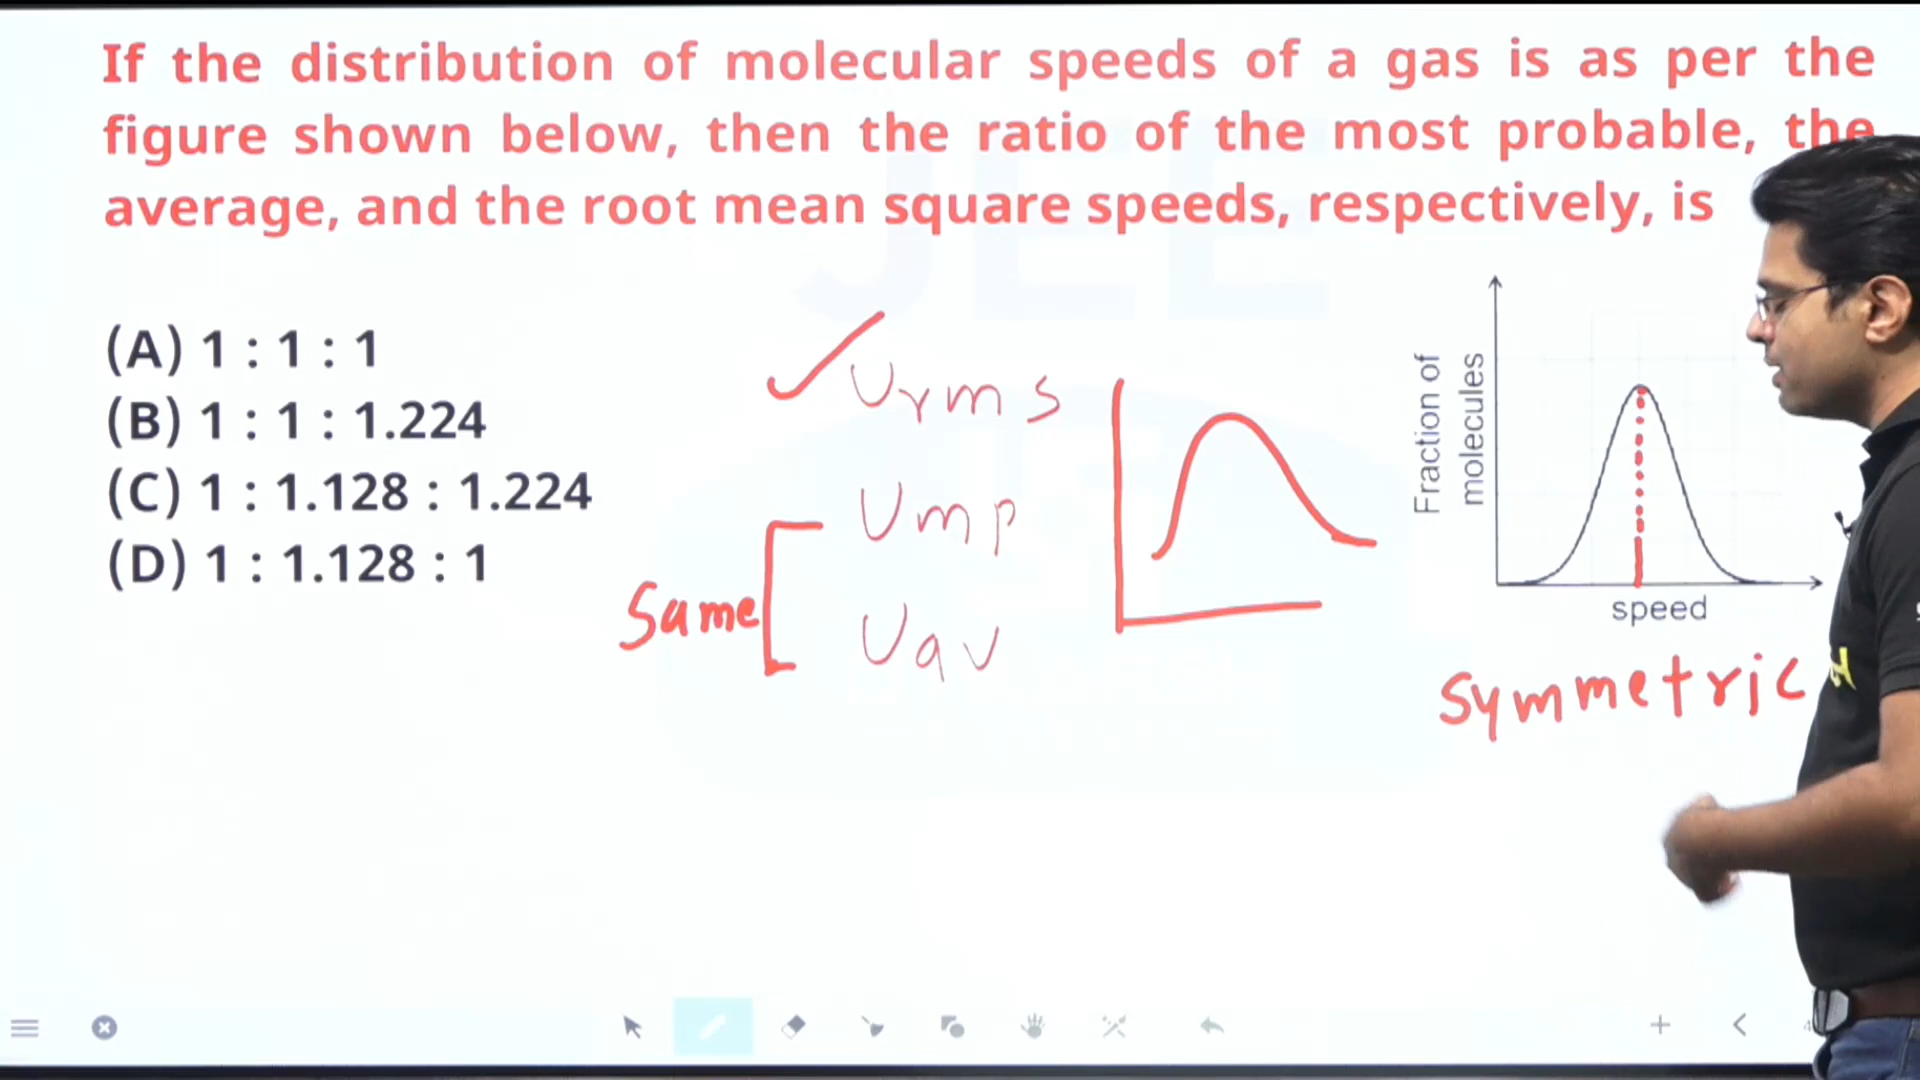 If the distribution of molecular speeds of a gas is as per the
figure shown below, then the ratio of the most probable, the
average, and the root mean square speeds, respectively, is
(A) 1 : 1 : 1
(B) 1 : 1 : 1.224
(C) 1 : 1.128 : 1.224
(D) 1 : 1.128 : 1
Urms
Ump
Uav
Same
Fraction of
molecules
speed
Symmetric
JEE